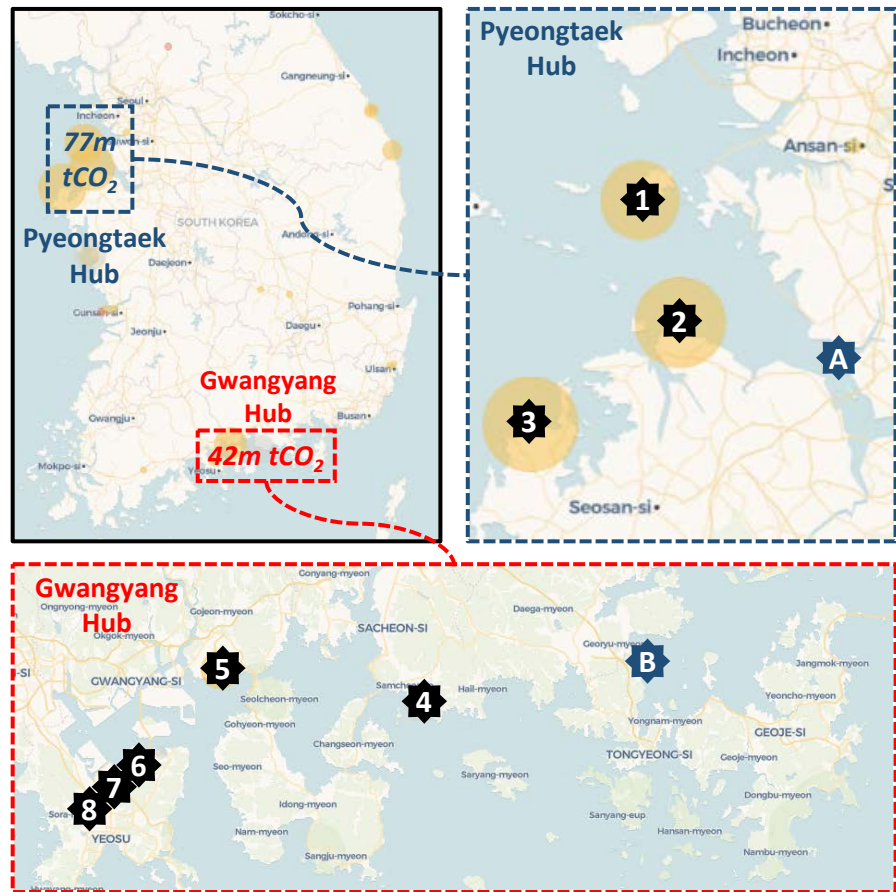 Sokcho-si
Gangneung-si
Seoul
Incheon
77m
tCO2
Pyeongtaek
Hub
SOUTH KOREA
Andong-si
Daejeon
Pohang-si
Gunsan-si
Jeonju
Daegu
Ulsan
Gwangyang
Hub
Gwangju
Busan
42m tCO2
Mokpo-si
Yeosu
Pyeongtaek
Hub
Bucheon
Incheon
Ansan-si
1
2
A
3
Seosan-si
Gwangyang
Hub
Gonyang-myeon
Ongnyong-myeon
Gojeon-myeon
Daega-myeon
Okgok-myeon
SACHEON-SI
Georyu-myeon
B
Jangmok-myeon
5
GWANGYANG-SI
Seolcheon-myeon
4
Hail-myeon
Yeoncho-myeon
Gohyeon-myeon
Yongnam-myeon
GEOJE-SI
Changseon-myeon
TONGYEONG-SI
Geoje-myeon
6
Seo-myeon
Saryang-myeon
7
Dongbu-myeon
8
Idong-myeon
Sanyang-eup
Hansan-myeon
YEOSU
Nam-myeon
Sangju-myeon
Nambu-myeon